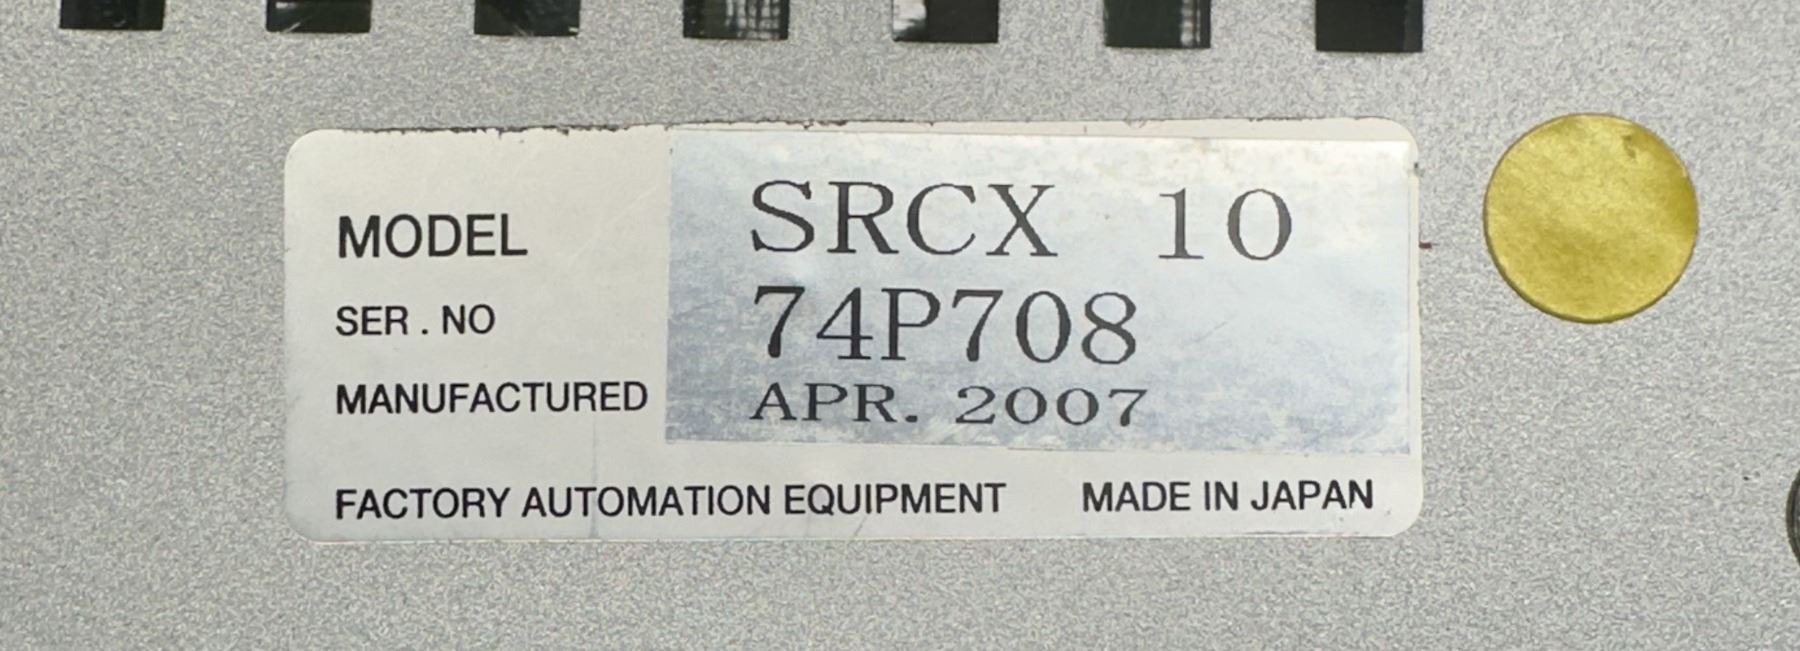 MODEL SRCX 10
SER . NO 74P708
MANUFACTURED APR. 2007
FACTORY AUTOMATION EQUIPMENT MADE IN JAPAN